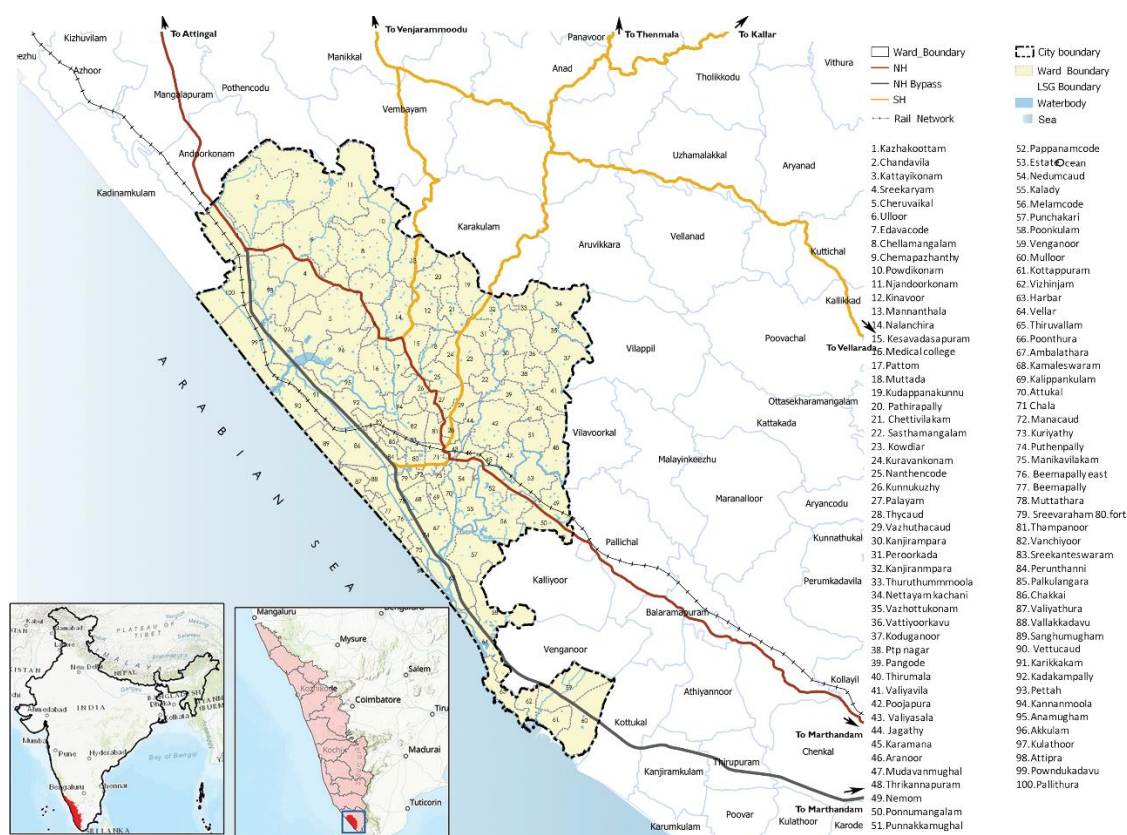 To Attingal
To Venjarammoodu
To Thenmala
To Kallar
Kizhuvilam
Azhoor
Mangalapuram
Pothencodu
Manikkal
Panavoor
Anad
Tholikkodu
Vithura
Vembayam
Andoorkonam
Kadinamkulam
Uzhamalakkal
Aryanad
Karakulam
Aruvikkara
Vellanad
Kuttichal
Kallikkad
To Vellarada
Vilappil
Poovachal
Ottasekharamangalam
Kattakada
Vilavoorkal
Malayinkeezhu
Maranalloor
Aryancodu
Kunnathukal
Pallichal
Perumkadavila
Kalliyoor
Balaramapuram
Venganoor
Athiyannoor
Kollayil
Kottukal
To Marthandam
Chenkal
Kanjiramkulam
Thirupuram
To Marthandam
Poovar
Kulathoor
Karode
Karumkulam
ARABIAN SEA
Ward_Boundary
NH
NH Bypass
SH
Rail Network
City boundary
Ward Boundary
LSG Boundary
Waterbody
Sea
1.Kazhakoottam
2.Chandavila
3.Kattayikonam
4.Sreekaryam
5.Cheruvaikal
6.Ulloor
7.Edavacode
8.Chellamangalam
9.Chemapazhanthy
10.Powdikonam
11.Njandoorkonam
12.Kinavoor
13.Mannanthala
14.Nalanchira
15. Kesavadasapuram
16.Medical college
17.Pattom
18.Muttada
19.Kudappanakunnu
20. Pathirapally
21. Chettivilakam
22. Sasthamangalam
23. Kowdiar
24.Kuravankonam
25.Nanthencode
26.Kunnukuzhy
27.Palayam
28.Thycaud
29.Vazhuthacaud
30.Kanjirampara
31.Peroorkada
32.Kanjiranmpara
33.Thuruthummmoola
34.Nettayam kachani
35.Vazhottukonam
36.Vattiyoorkavu
37.Koduganoor
38. Ptp nagar
39. Pangode
40. Thirumala
41. Valiyavila
42. Poojapura
43. Valiyasala
44. Jagathy
45. Karamana
46. Aranoor
47. Mudavanmughal
48. Thrikannapuram
49. Nemom
50. Ponnumangalam
51. Punnakkamughal
52. Pappanamcode
53. Estate
Ocean
54. Nedumcaud
55. Kalady
56. Melamcode
57. Punchakari
58. Poonkulam
59. Venganoor
60. Mulloor
61. Kottappuram
62. Vizhinjam
63. Harbar
64. Vellar
65. Thiruvallam
66. Poonthura
67. Ambalathara
68. Kamaleswaram
69. Kalippankulam
70. Attukal
71 Chala
72. Manacaud
73. Kuriyathy
74. Puthenpally
75. Manikavilakam
76. Beemapally east
77. Beemapally
78. Muttathara
79. Sreevaraham 80.fort
81. Thampanoor
82. Vanchiyoor
83. Sreekanteswaram
84. Perunthanni
85. Palkulangara
86. Chakkai
87. Valiyathura
88. Vallakkadavu
89. Sanghumugham
90. Vettucaud
91. Karikkakam
92. Kadakampally
93. Pettah
94. Kannanmoola
95. Anamugham
96. Akkulam
97. Kulathoor
98. Attipra
99. Powndukadavu
100.Pallithura
PLATEAU OF TIBET
New Delhi
Ahmedabad
INDIA
Dhaka
Kolkata
Mumbai
Pune
Hyderabad
Bay of Bengal
Bengaluru
Chennai
SRI LANKA
Mangaluru
Mysure
Salem
Kozhikode
Coimbatore
Kochi
Madurai
Tuticorin